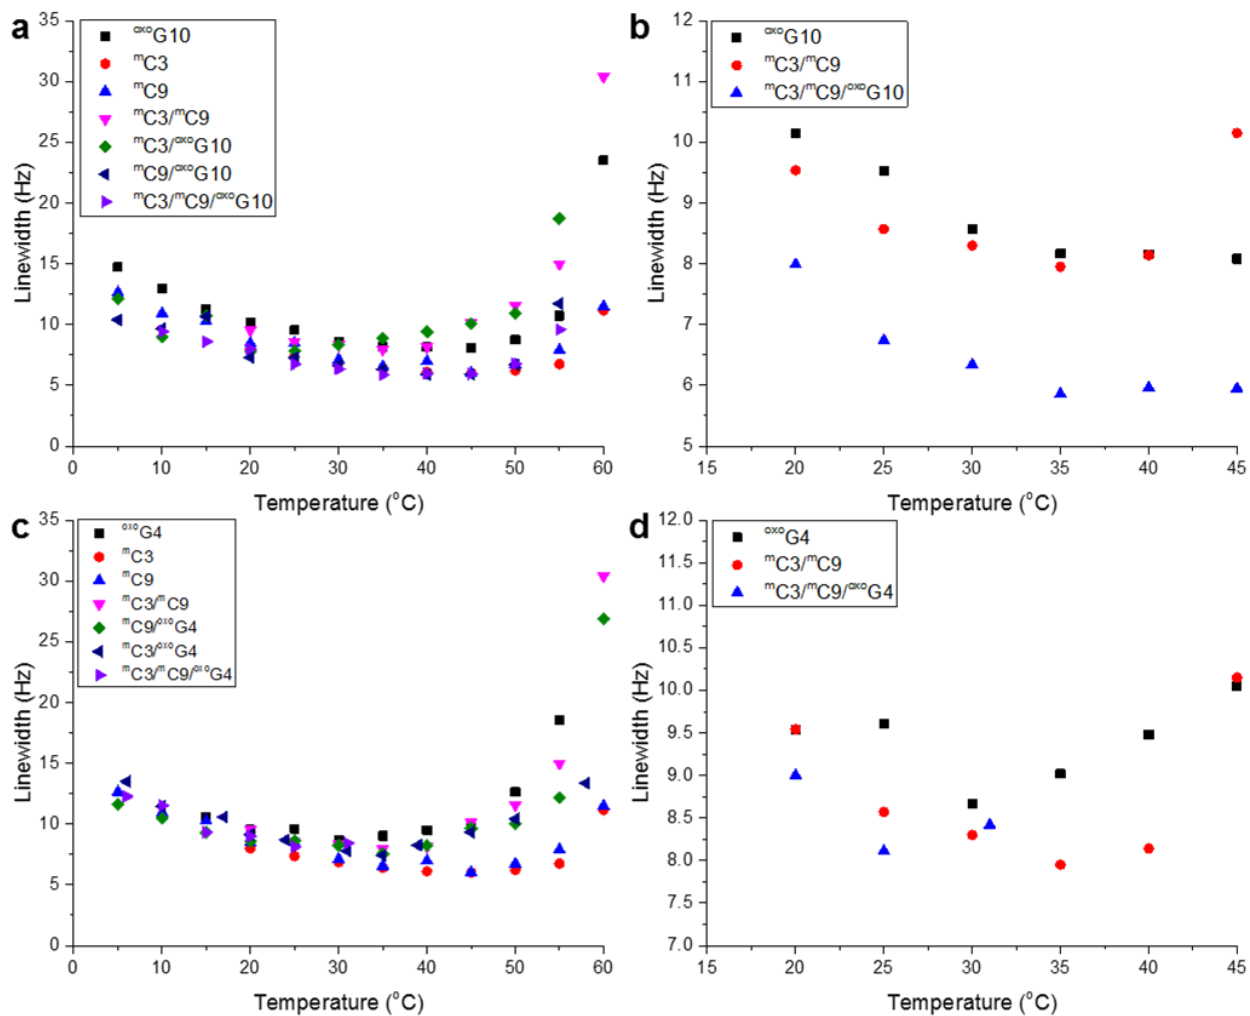 a
35
30
25
20
15
10
5
0
Linewidth (Hz)
oxoG10
mC3
mC9
mC3/mC9
mC3/oxoG10
mC9/oxoG10
mC3/mC9/oxoG10
0 10 20 30 40 50 60
Temperature (oC)
b
12
11
10
9
8
7
6
5
Linewidth (Hz)
oxoG10
mC3/mC9
mC3/mC9/oxoG10
15 20 25 30 35 40 45
Temperature (oC)
c
35
30
25
20
15
10
5
0
Linewidth (Hz)
oxoG4
mC3
mC9
mC3/mC9
mC9/oxoG4
mC3/oxoG4
mC3/mC9/oxoG4
0 10 20 30 40 50 60
Temperature (oC)
d
12.0
11.5
11.0
10.5
10.0
9.5
9.0
8.5
8.0
7.5
7.0
Linewidth (Hz)
oxoG4
mC3/mC9
mC3/mC9/oxoG4
15 20 25 30 35 40 45
Temperature (oC)